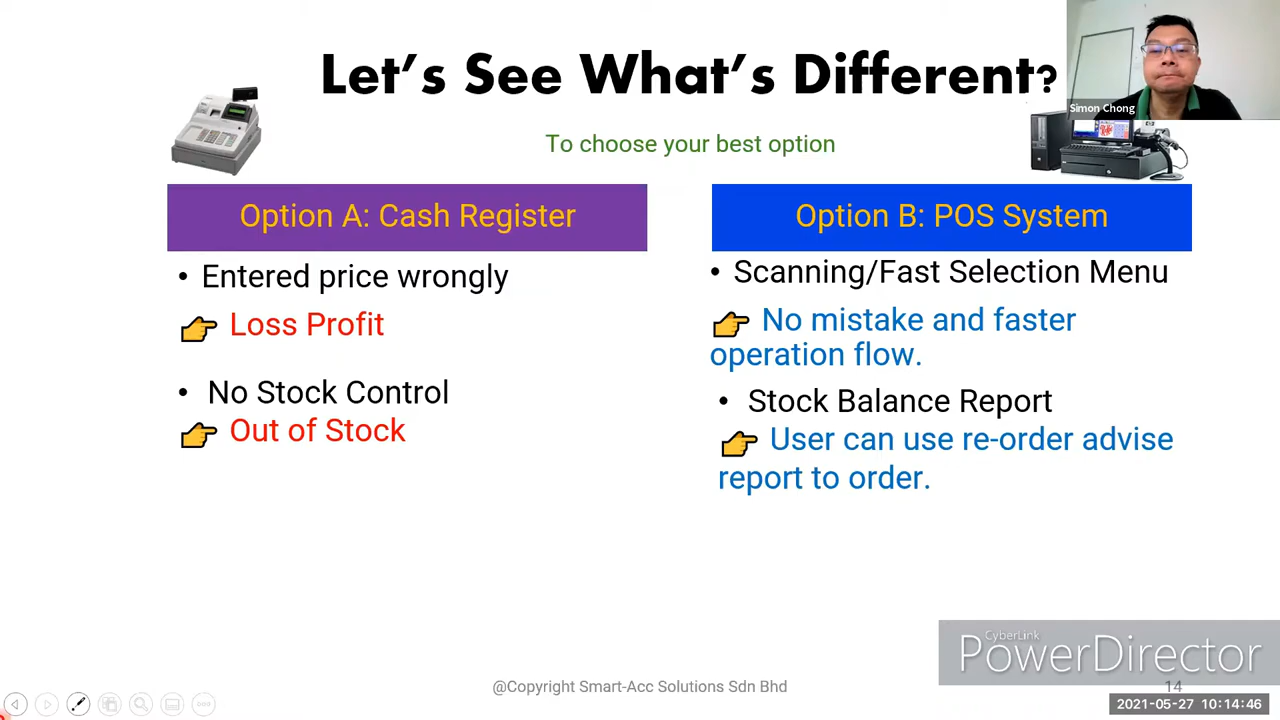 Let's See What's Different?
Simon Chong
To choose your best option
Option A: Cash Register
• Entered price wrongly
👉 Loss Profit
• No Stock Control
👉 Out of Stock
Option B: POS System
• Scanning/Fast Selection Menu
👉 No mistake and faster
operation flow.
• Stock Balance Report
👉 User can use re-order advise
report to order.
CyberLink
PowerDirector
@Copyright Smart-Acc Solutions Sdn Bhd
14
2021-05-27 10:14:46